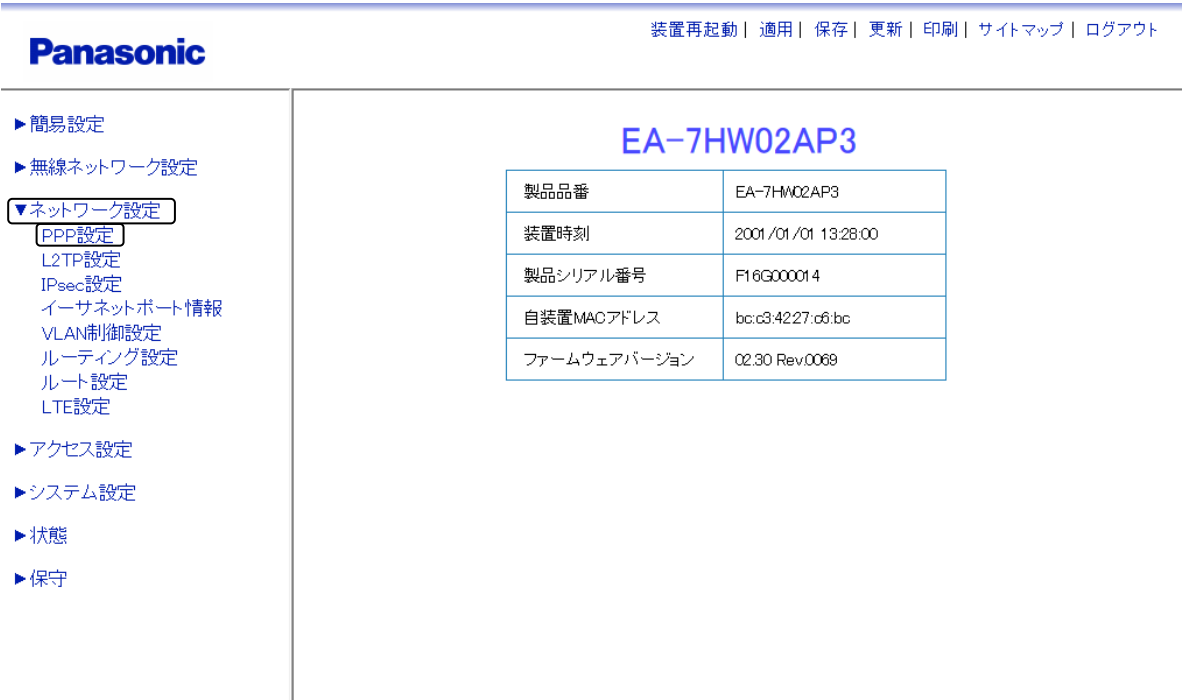 装置再起動 | 適用 | 保存 | 更新 | 印刷 | サイトマップ | ログアウト
Panasonic
▶簡易設定
▶無線ネットワーク設定
▼ネットワーク設定
PPP設定
L2TP設定
IPsec設定
イーサネットポート情報
VLAN制御設定
ルーティング設定
ルート設定
LTE設定
▶アクセス設定
▶システム設定
▶状態
▶保守
EA-7HW02AP3
製品品番 EA-7HW02AP3
装置時刻 2001/01/01 13:28:00
製品シリアル番号 F16G000014
自装置MACアドレス bc:c3:42:27:c6:bc
ファームウェアバージョン 02.30 Rev.0069